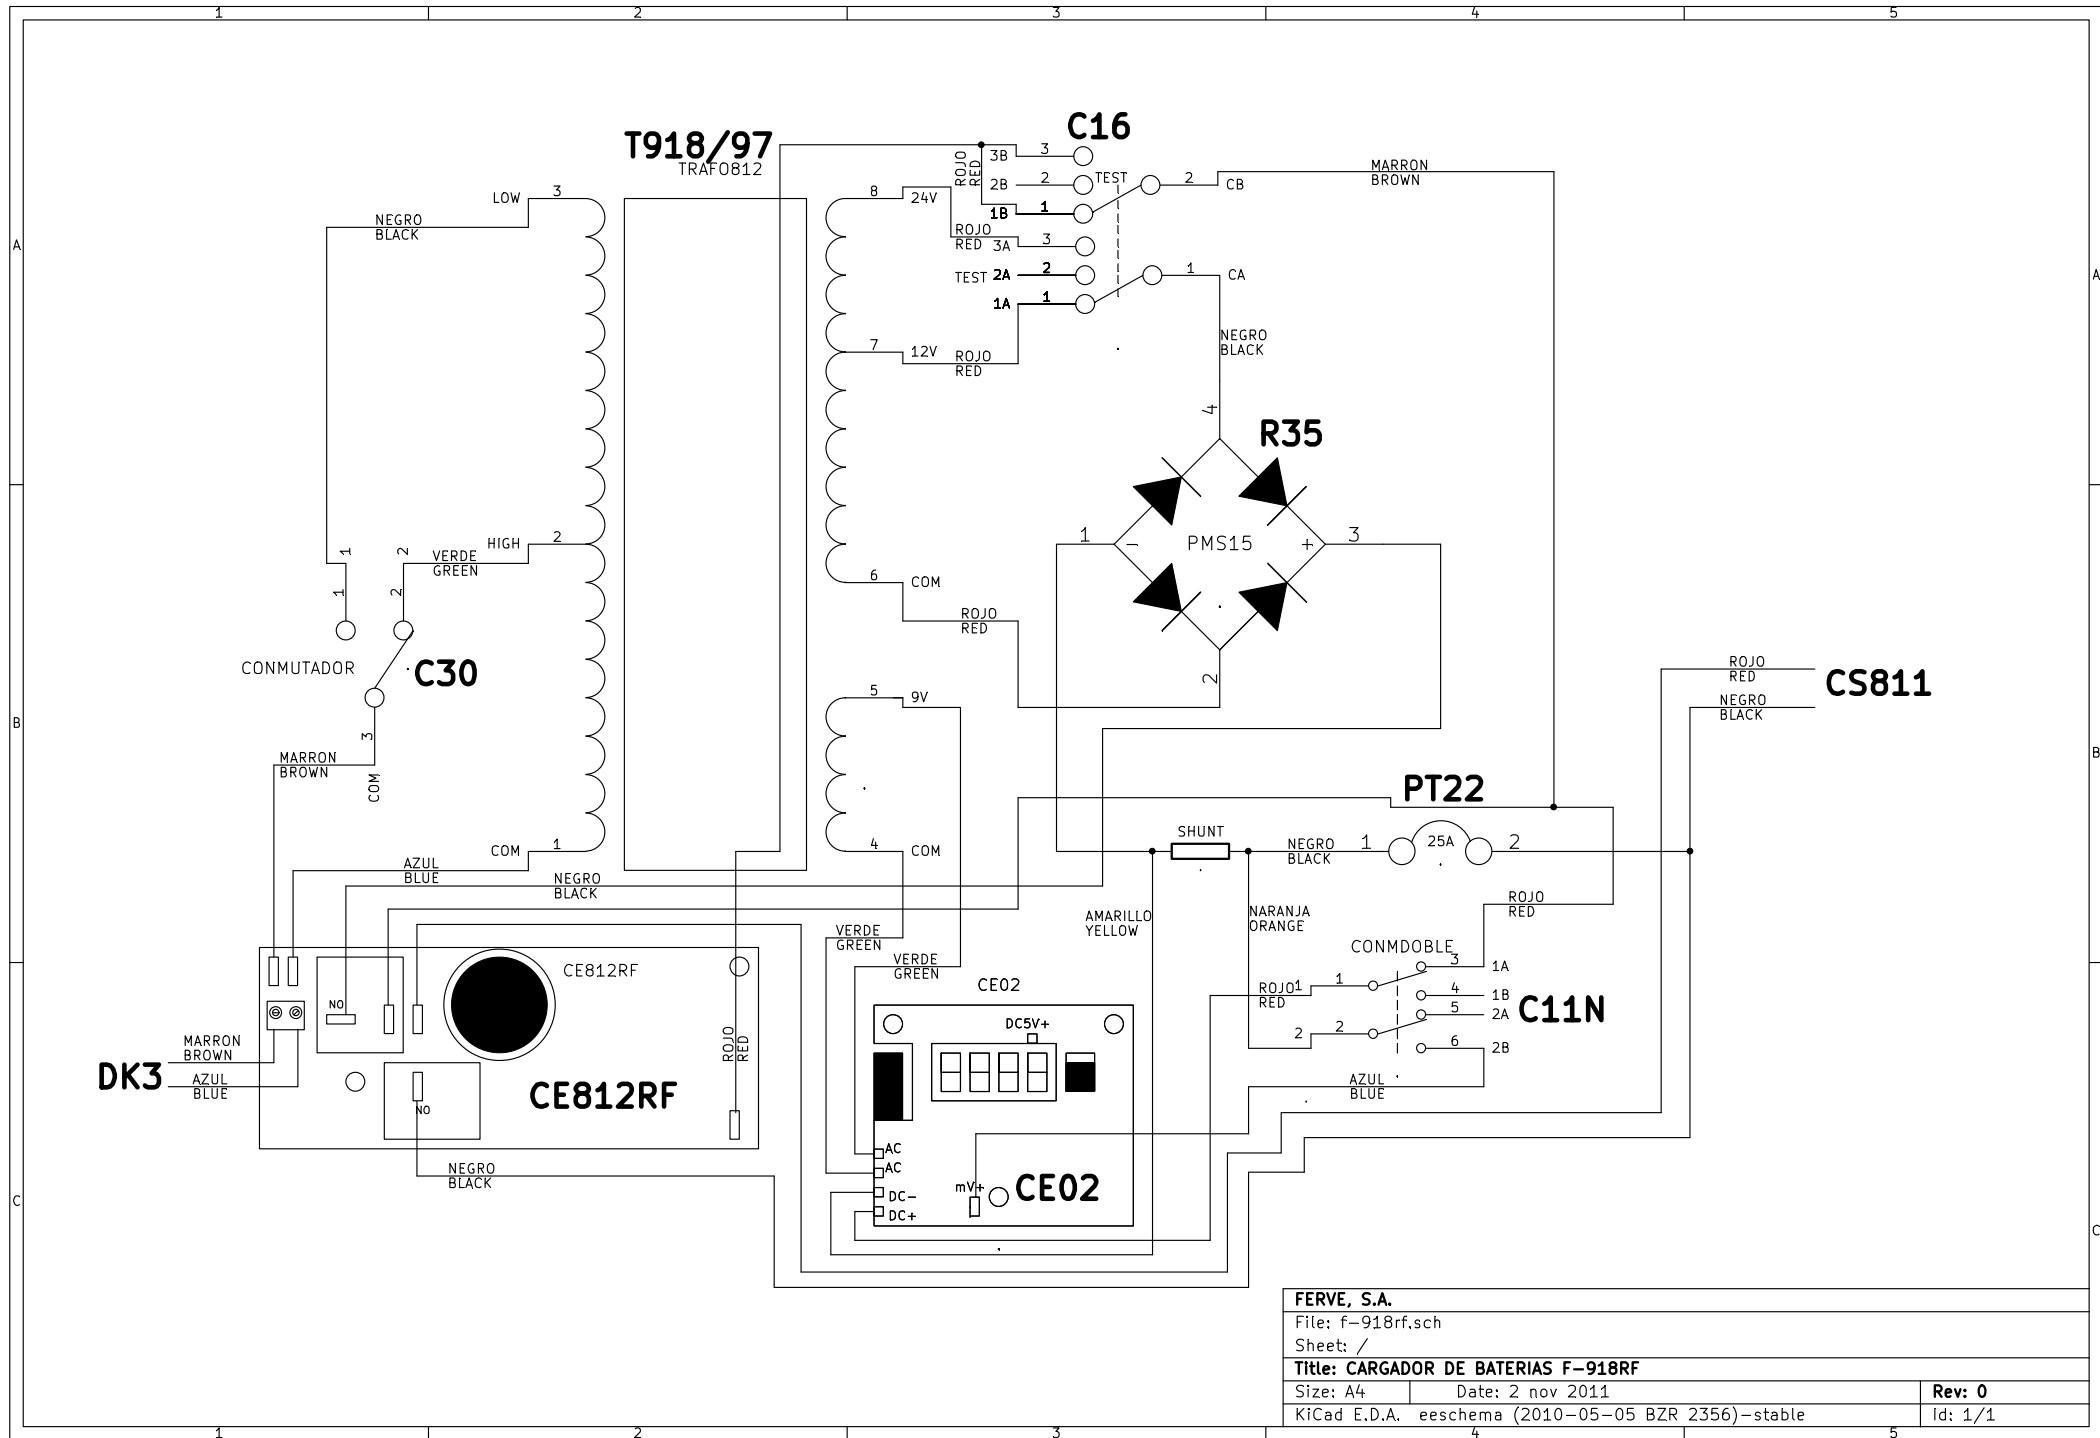 1 2 3 4 5
T918/97
TRAFO812
C16
3B 3
2B 2
1B 1
TEST
2 CB
ROJO
RED
MARRON
BROWN
LOW 3
NEGRO
BLACK
8 24V
ROJO
RED
3A 3
TEST 2A 2
1A 1
1 CA
A
A
7 12V
ROJO
RED
NEGRO
BLACK
4
R35
1
-
PMS15
+
3
2
HIGH 2
VERDE
GREEN
1
2
1
2
CONMUTADOR
C30
3
COM
MARRON
BROWN
6 COM
ROJO
RED
5 9V
B
B
ROJO
RED
NEGRO
BLACK
CS811
PT22
SHUNT
NEGRO
BLACK
1
25A
2
COM 1
AZUL
BLUE
NEGRO
BLACK
4 COM
VERDE
GREEN
VERDE
GREEN
AMARILLO
YELLOW
NARANJA
ORANGE
ROJO
RED
CONMDOBLE
3 1A
4 1B
5 2A
6 2B
C11N
ROJO
RED
1 1
2 2
AZUL
BLUE
CE812RF
NO
NO
ROJO
RED
CE812RF
MARRON
BROWN
DK3
AZUL
BLUE
NEGRO
BLACK
CE02
DC5V+
AC
AC
DC-
DC+
mV+
CE02
C
C
FERVE, S.A.
File: f-918rf.sch
Sheet: /
Title: CARGADOR DE BATERIAS F-918RF
Size: A4 Date: 2 nov 2011 Rev: 0
KiCad E.D.A. eeschema (2010-05-05 BZR 2356)-stable Id: 1/1
1 2 3 4 5